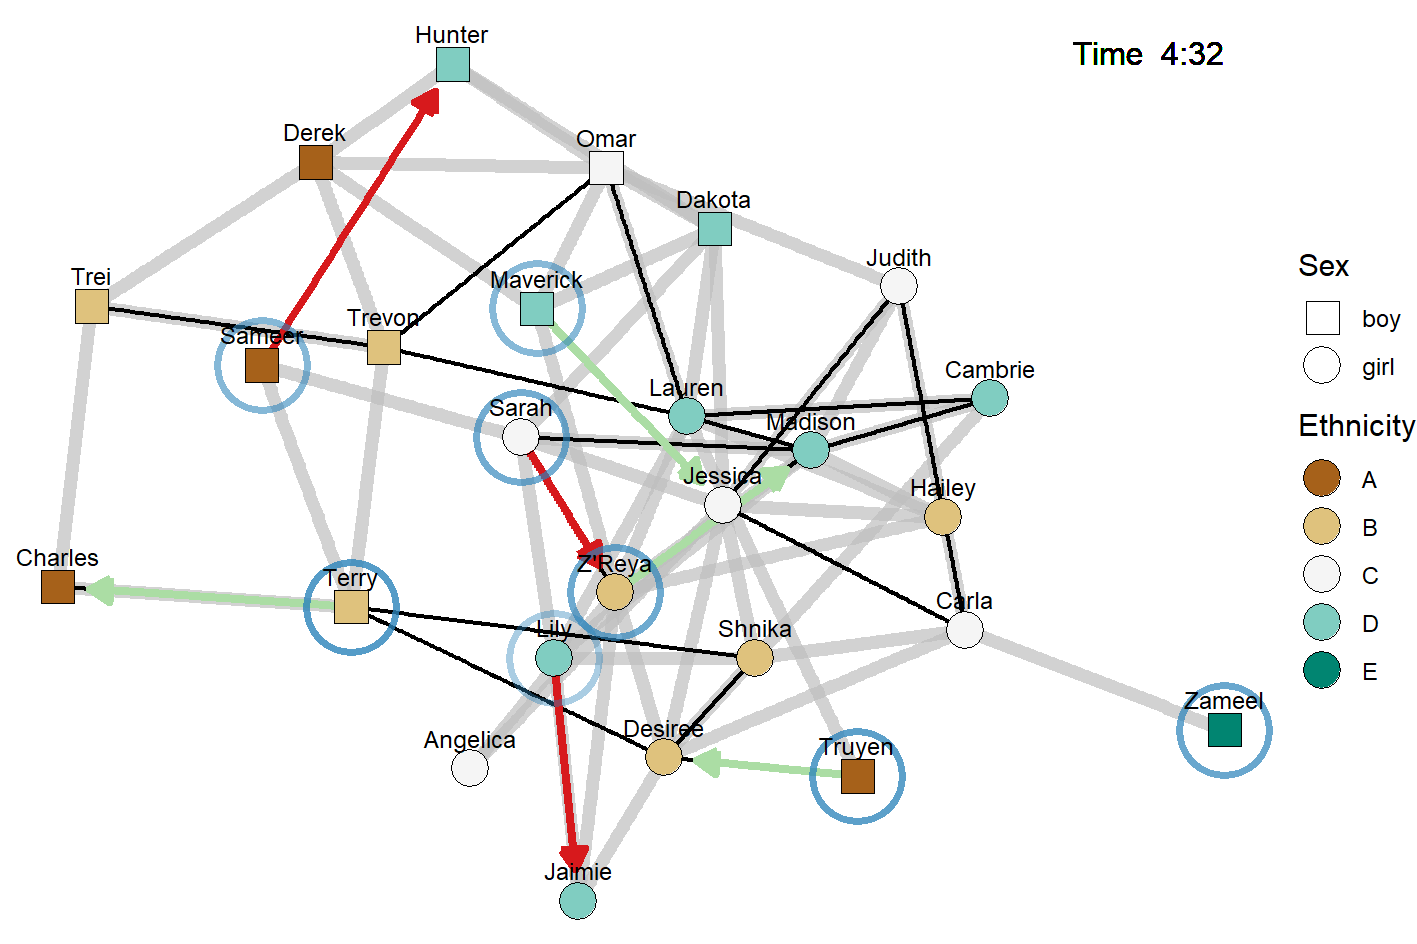 Hunter
Time  4:32
Derek
Omar
Dakota
Judith
Sex
Trei
Maverick
boy
Trevon
Sameer
girl
Cambrie
Lauren
Sarah
Madison
Ethnicity
Jessica
A
Hailey
B
Charles
Z'Reya
C
Terry
Carla
Lily
Shnika
D
E
Zameel
Angelica
Desiree
Truyen
Jaimie